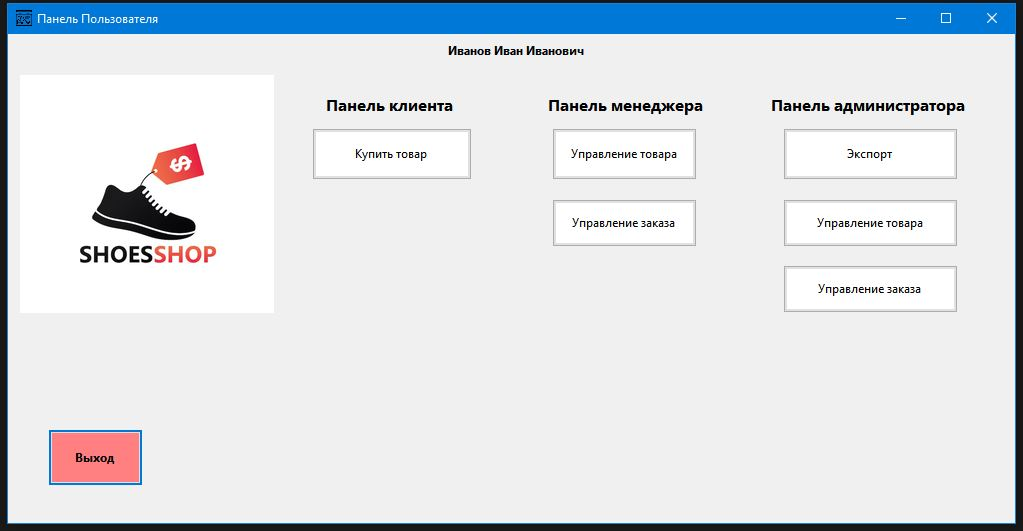 Панель Пользователя
Иванов Иван Иванович
SHOESSHOP
$
Панель клиента
Купить товар
Панель менеджера
Управление товара
Управление заказа
Панель администратора
Экспорт
Управление товара
Управление заказа
Выход